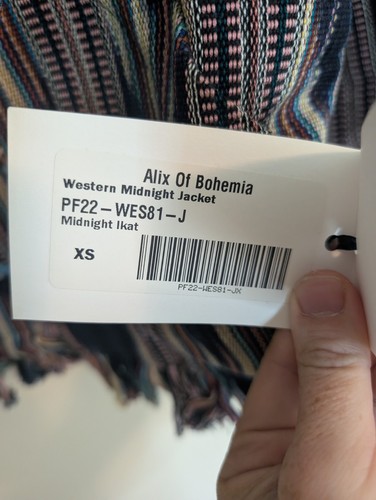 Alix Of Bohemia
Western Midnight Jacket
PF22-WES81-J
Midnight Ikat
XS
PF22-WES81-JX